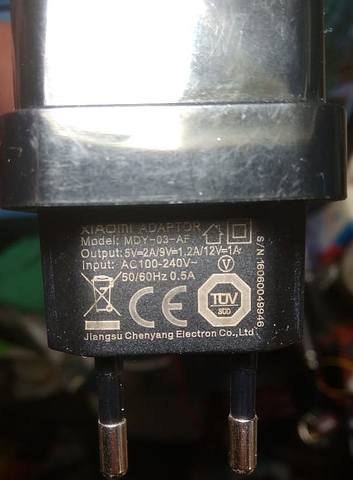 XIAOMI ADAPTOR
Model: MDY-03-AF
Output:5V=2A/9V=1.2A/12V=1A
Input: AC100-240V~
50/60Hz 0.5A
V
CE
TÜV
SÜD
Jiangsu Chenyang Electron Co.,Ltd
S/N:16060049946